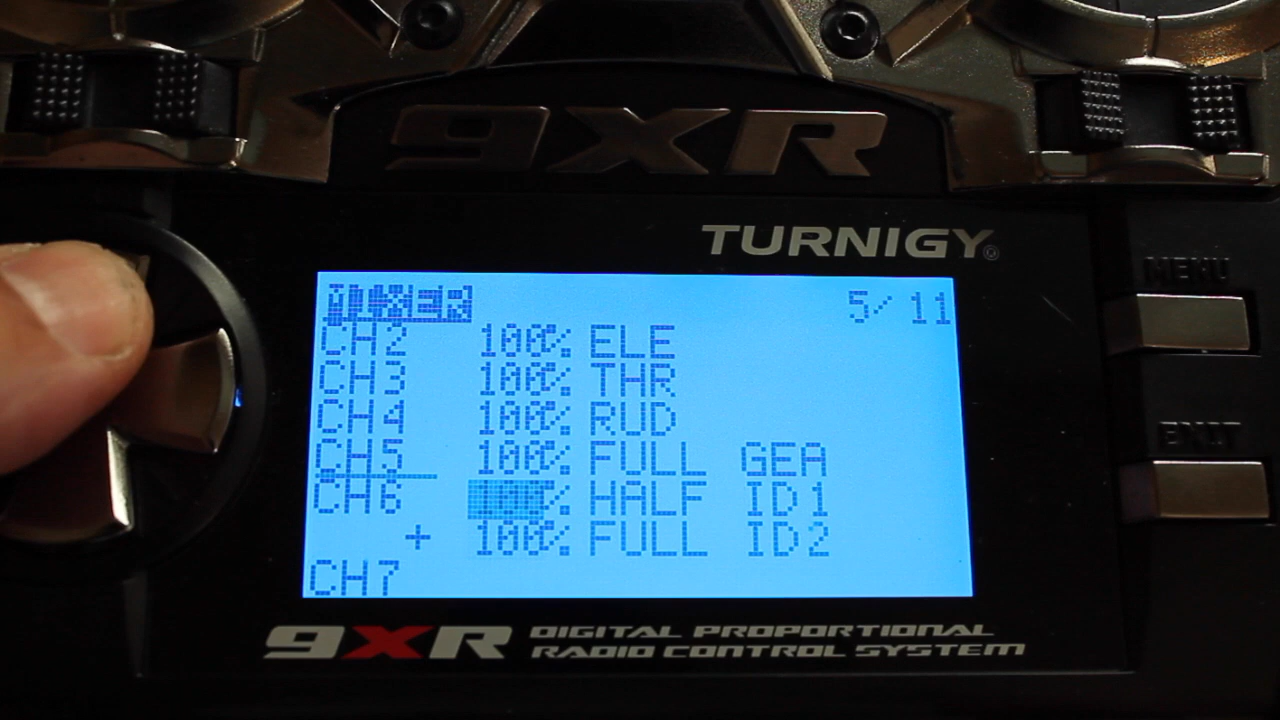 9XR
TURNIGY
MENU
EXIT
MIXER 5/11
CH2 100% ELE
CH3 100% THR
CH4 100% RUD
CH5 100% FULL GEA
CH6 100% HALF ID1
+ 100% FULL ID2
CH7
9XR DIGITAL PROPORTIONAL
RADIO CONTROL SYSTEM